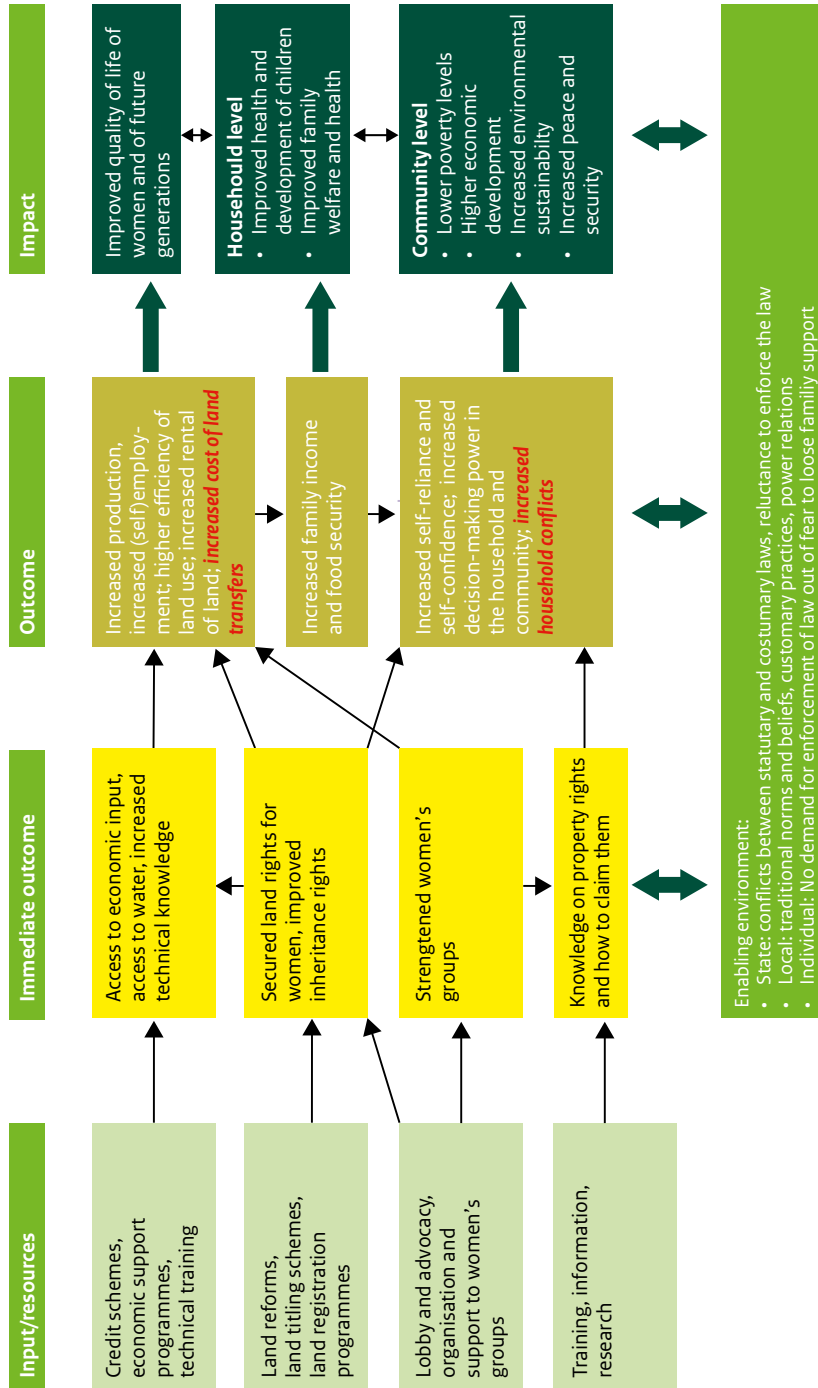 Input/resources
Immediate outcome
Outcome
Impact
Credit schemes,
economic support
programmes,
technical training
Land reforms,
land titling schemes,
land registration
programmes
Lobby and advocacy,
organisation and
support to women's
groups
Training, information,
research
Access to economic input,
access to water, increased
technical knowledge
Secured land rights for
women, improved
inheritance rights
Strengtened women's
groups
Knowledge on property rights
and how to claim them
Increased production,
increased (self)employ-
ment; higher efficiency of
land use; increased rental
of land; increased cost of land
transfers
Increased family income
and food security
Increased self-reliance and
self-confidence; increased
decision-making power in
the household and
community; increased
household conflicts
Improved quality of life of
women and of future
generations
Househould level
• Improved health and
development of children
• Improved family
welfare and health
Community level
• Lower poverty levels
• Higher economic
development
• Increased environmental
sustainabilty
• Increased peace and
security
Enabling environment:
• State: conflicts between statutary and costumary laws, reluctance to enforce the law
• Local: traditional norms and beliefs, customary practices, power relations
• Individual: No demand for enforcement of law out of fear to loose familiy support